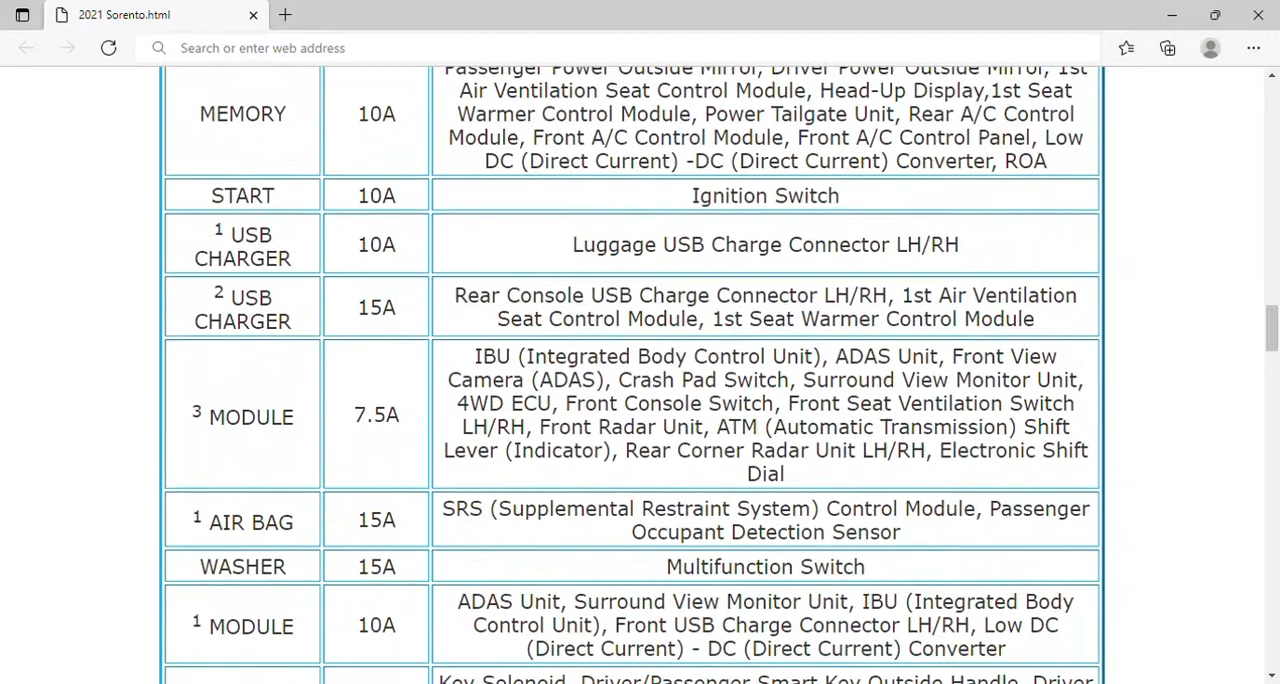 2021 Sorento.html
Search or enter web address
Passenger Power Outside Mirror, Driver Power Outside Mirror, 1st
Air Ventilation Seat Control Module, Head-Up Display,1st Seat
MEMORY 10A Warmer Control Module, Power Tailgate Unit, Rear A/C Control
Module, Front A/C Control Module, Front A/C Control Panel, Low
DC (Direct Current) -DC (Direct Current) Converter, ROA
START 10A Ignition Switch
1 USB
CHARGER 10A Luggage USB Charge Connector LH/RH
2 USB
CHARGER 15A Rear Console USB Charge Connector LH/RH, 1st Air Ventilation
Seat Control Module, 1st Seat Warmer Control Module
3 MODULE 7.5A IBU (Integrated Body Control Unit), ADAS Unit, Front View
Camera (ADAS), Crash Pad Switch, Surround View Monitor Unit,
4WD ECU, Front Console Switch, Front Seat Ventilation Switch
LH/RH, Front Radar Unit, ATM (Automatic Transmission) Shift
Lever (Indicator), Rear Corner Radar Unit LH/RH, Electronic Shift
Dial
1 AIR BAG 15A SRS (Supplemental Restraint System) Control Module, Passenger
Occupant Detection Sensor
WASHER 15A Multifunction Switch
1 MODULE 10A ADAS Unit, Surround View Monitor Unit, IBU (Integrated Body
Control Unit), Front USB Charge Connector LH/RH, Low DC
(Direct Current) - DC (Direct Current) Converter
Key Solenoid, Driver/Passenger Smart Key Outside Handle, Driver